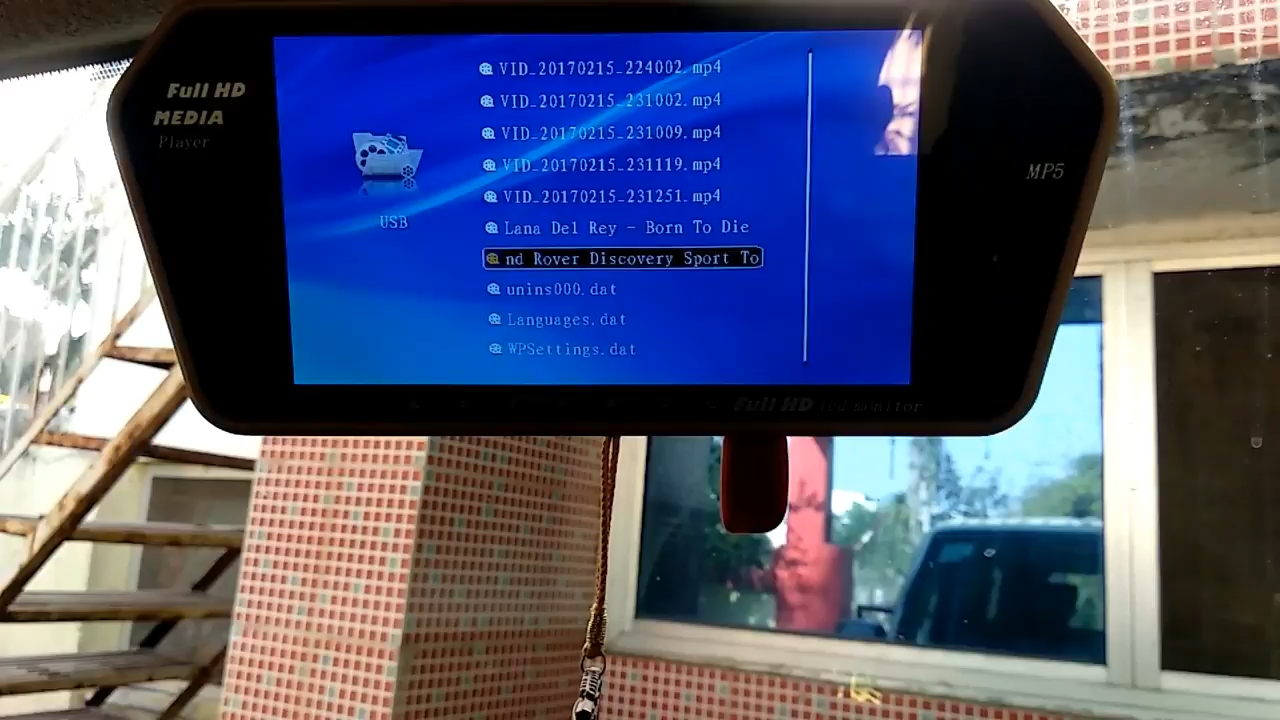 Full HD
MEDIA
Player
USB
VID_20170215_224002.mp4
VID_20170215_231002.mp4
VID_20170215_231009.mp4
VID_20170215_231119.mp4
VID_20170215_231251.mp4
Lana Del Rey - Born To Die
nd Rover Discovery Sport To
unins000.dat
Languages.dat
WPSettings.dat
MP5
Full HD lcd monitor